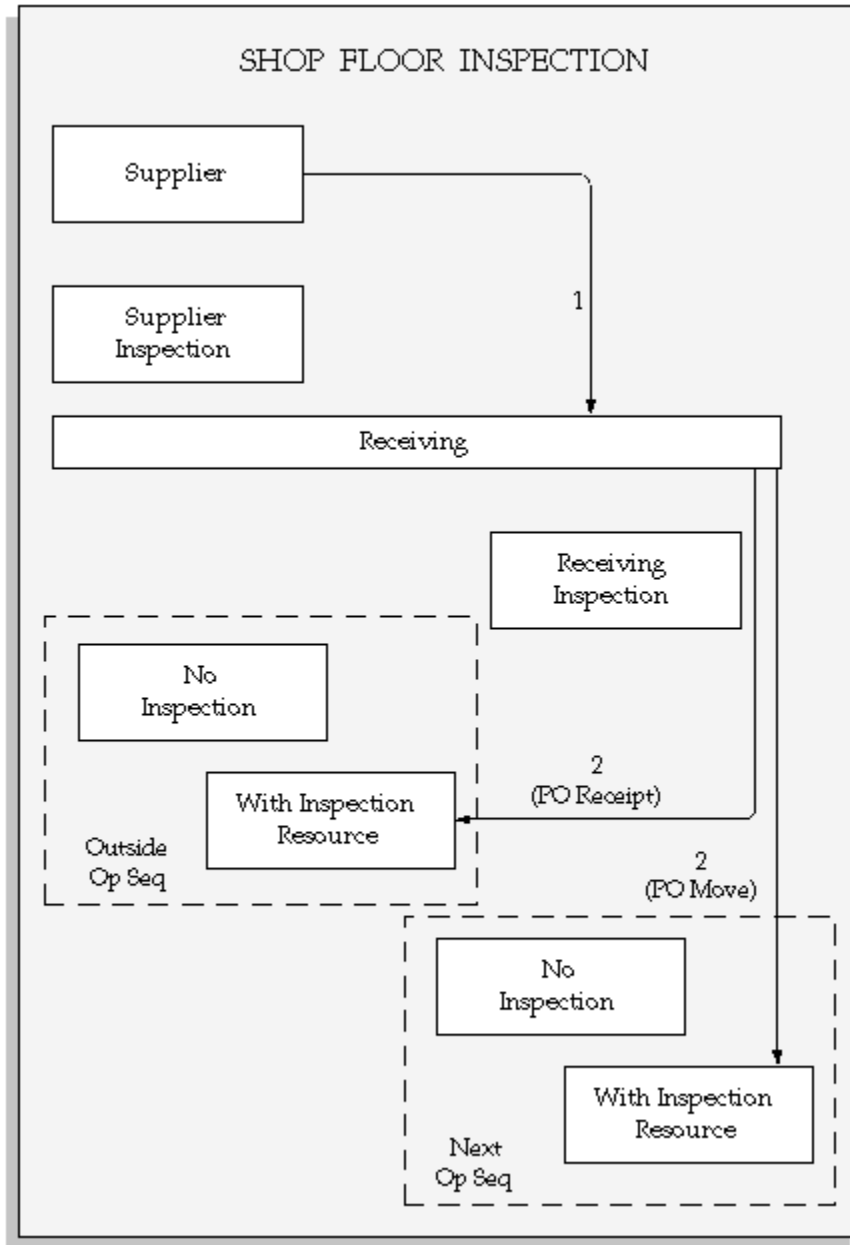 SHOP FLOOR INSPECTION
Supplier
1
Supplier
Inspection
Receiving
Receiving
Inspection
No
Inspection
2
(PO Receipt)
With Inspection
Resource
Outside
Op Seq
2
(PO Move)
No
Inspection
With Inspection
Resource
Next
Op Seq